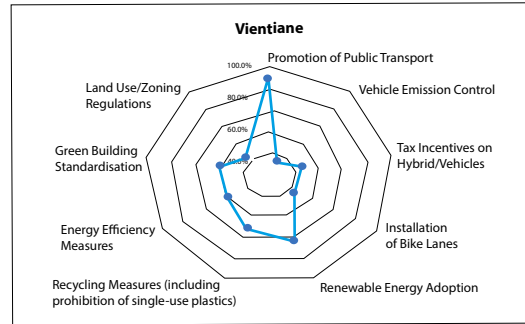 Vientiane
100.0%
Promotion of Public Transport
Land Use/Zoning
Regulations
Vehicle Emission Control
80.0%
60.0%
Tax Incentives on
Hybrid/Vehicles
Green Building
Standardisation
40.0%
Energy Efficiency
Measures
Installation
of Bike Lanes
Recycling Measures (including
prohibition of single-use plastics)
Renewable Energy Adoption